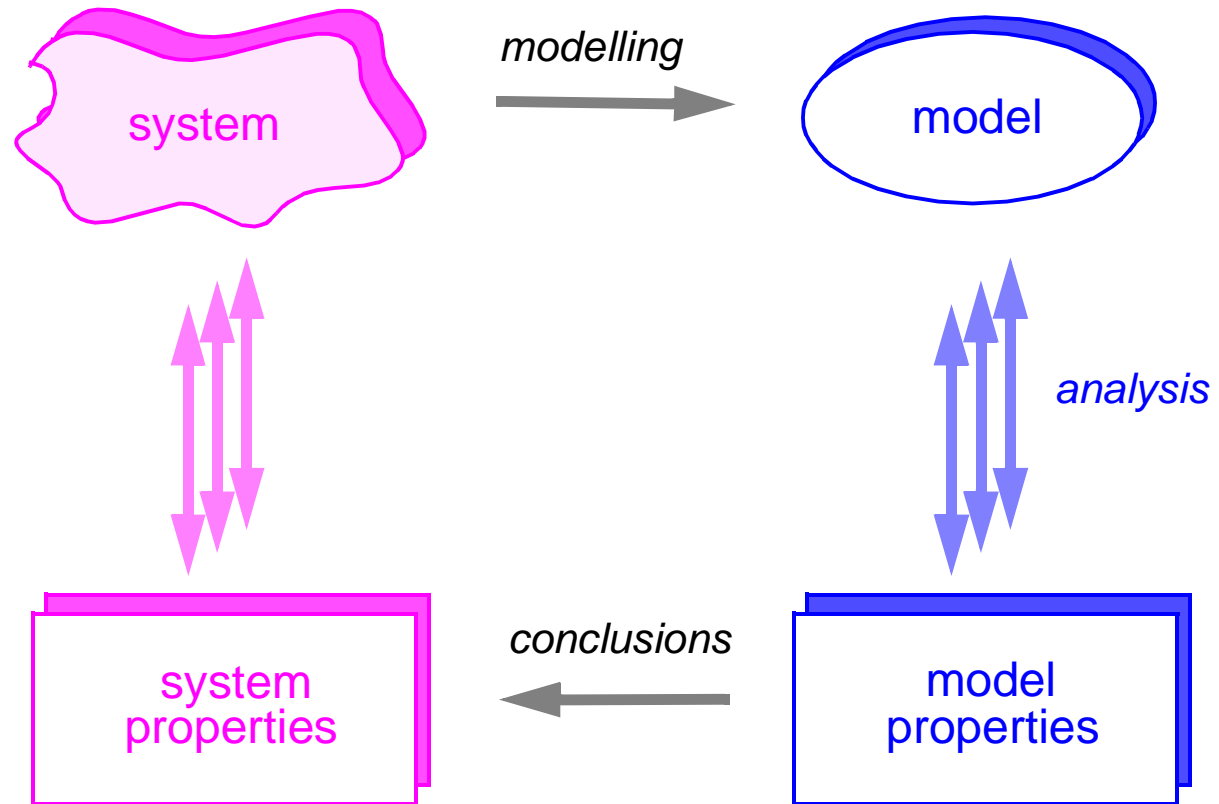 modelling
system
model
analysis
conclusions
system
properties
model
properties